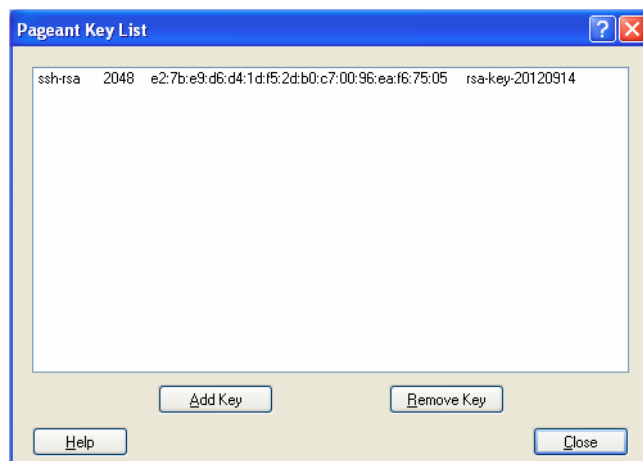 Pageant Key List
ssh-rsa 2048 e2:7b:e9:d6:d4:1d:f5:2d:b0:c7:00:96:ea:f6:75:05 rsa-key-20120914
Add Key Remove Key
Help Close